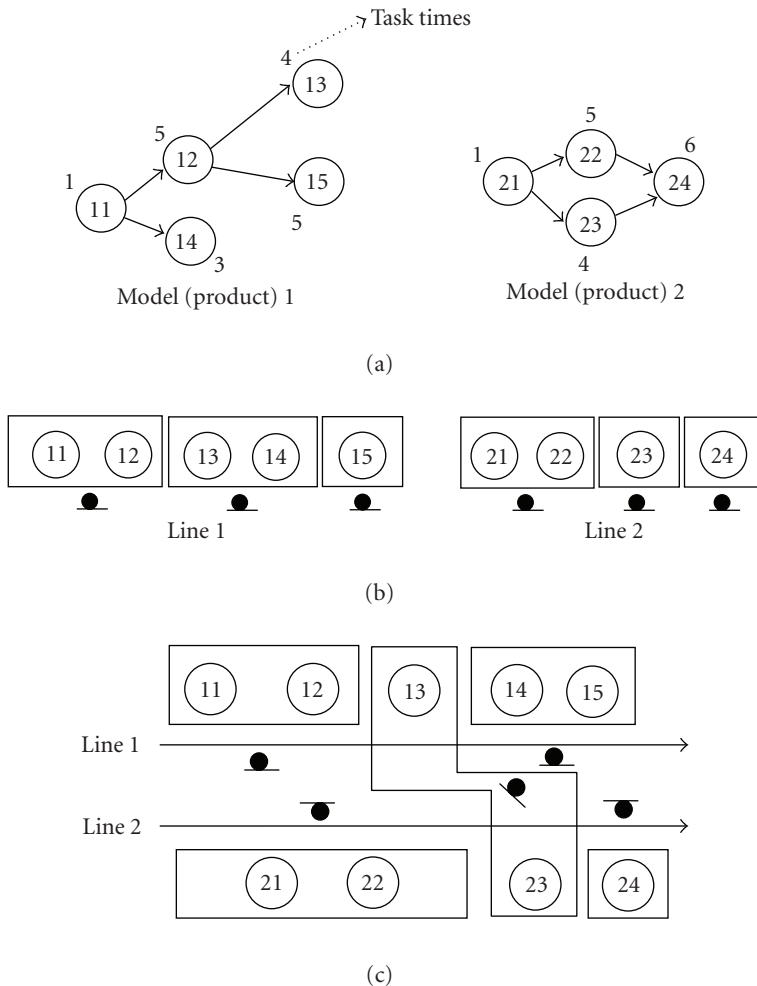 Task times
4
13
5
12
1
11
15
5
14
3
Model (product) 1
5
22
1
21
6
24
23
4
Model (product) 2
(a)
11 12 13 14 15
Line 1
21 22 23 24
Line 2
(b)
11 12 13 14 15
Line 1
Line 2
21 22 23 24
(c)